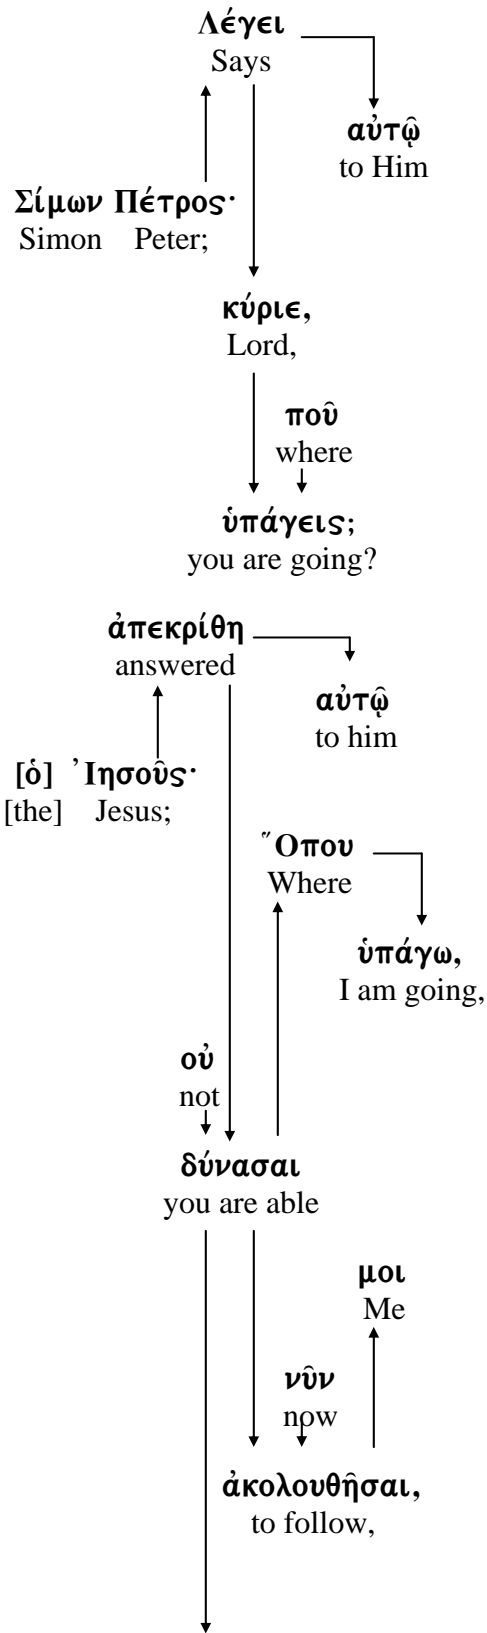 Λέγει
Says
αὐτῷ
to Him
Σίμων Πέτρος·
Simon Peter;
κύριε,
Lord,
ποῦ
where
ὑπάγεις;
you are going?
ἀπεκρίθη
answered
αὐτῷ
to him
[ὁ] Ἰησοῦς·
[the] Jesus;
Ὅπου
Where
ὑπάγω,
I am going,
οὐ
not
δύνασαι
you are able
μοι
Me
νῦν
now
ἀκολουθῆσαι,
to follow,